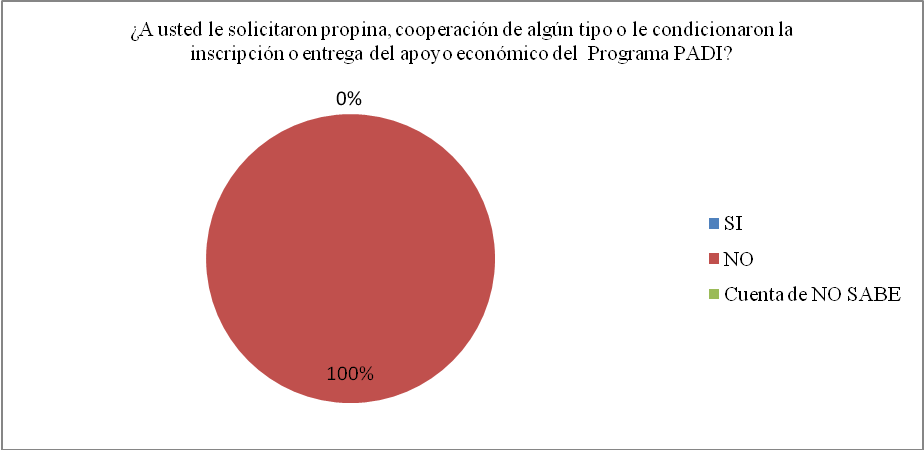 ¿A usted le solicitaron propina, cooperación de algún tipo o le condicionaron la
inscripción o entrega del apoyo económico del  Programa PADI?
0%
100%
SI
NO
Cuenta de NO SABE